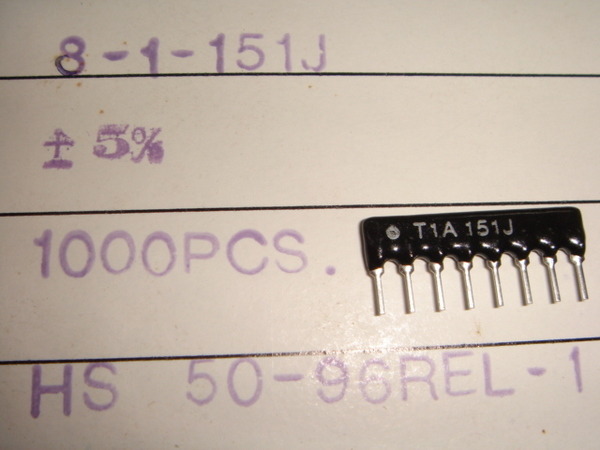 8-1-151J
± 5%
1000PCS.
T1A 151J
HS 50-96REL-1